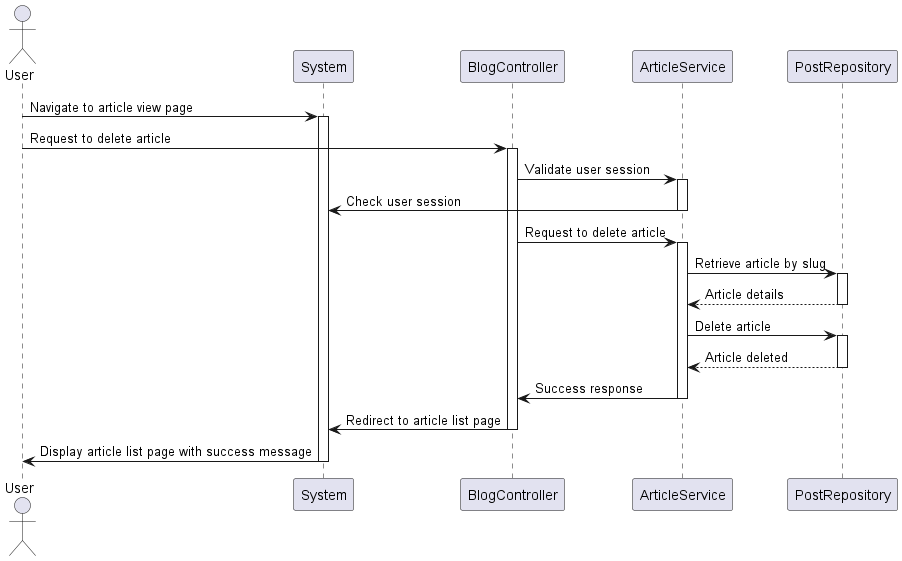 User
System
BlogController
ArticleService
PostRepository
Navigate to article view page
Request to delete article
Validate user session
Check user session
Request to delete article
Retrieve article by slug
Article details
Delete article
Article deleted
Success response
Redirect to article list page
Display article list page with success message
User
System
BlogController
ArticleService
PostRepository